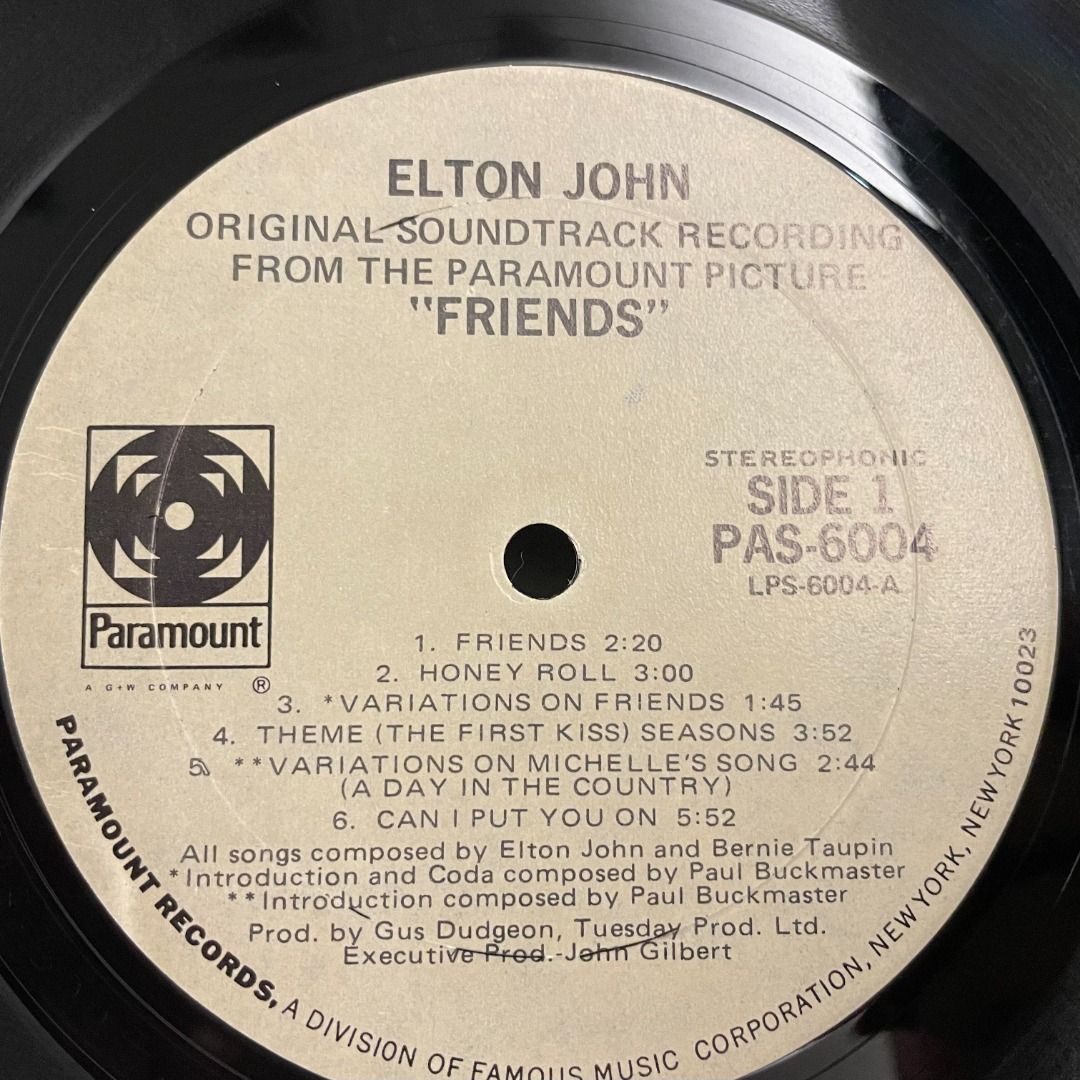 ELTON JOHN
ORIGINAL SOUNDTRACK RECORDING
FROM THE PARAMOUNT PICTURE
"FRIENDS"
STEREOPHONIC
SIDE 1
PAS-6004
LPS-6004-A
Paramount
A G+W COMPANY ®
1. FRIENDS 2:20
2. HONEY ROLL 3:00
3. *VARIATIONS ON FRIENDS 1:45
4. THEME (THE FIRST KISS) SEASONS 3:52
5. **VARIATIONS ON MICHELLE'S SONG 2:44
(A DAY IN THE COUNTRY)
6. CAN I PUT YOU ON 5:52
All songs composed by Elton John and Bernie Taupin
*Introduction and Coda composed by Paul Buckmaster
**Introduction composed by Paul Buckmaster
Prod. by Gus Dudgeon, Tuesday Prod. Ltd.
Executive Prod.-John Gilbert
PARAMOUNT RECORDS, A DIVISION OF FAMOUS MUSIC CORPORATION, NEW YORK, NEW YORK 10023